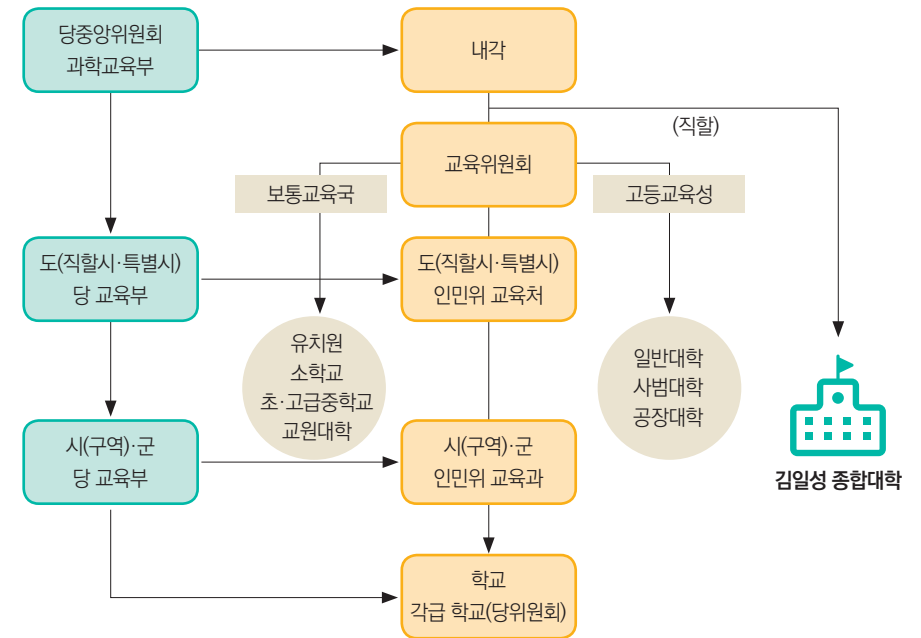 당중앙위원회
과학교육부
내각
(직할)
교육위원회
보통교육국
고등교육성
도(직할시·특별시)
당 교육부
도(직할시·특별시)
인민위 교육처
유치원
소학교
초·고급중학교
교원대학
일반대학
사범대학
공장대학
시(구역)·군
당 교육부
시(구역)·군
인민위 교육과
김일성 종합대학
학교
각급 학교(당위원회)